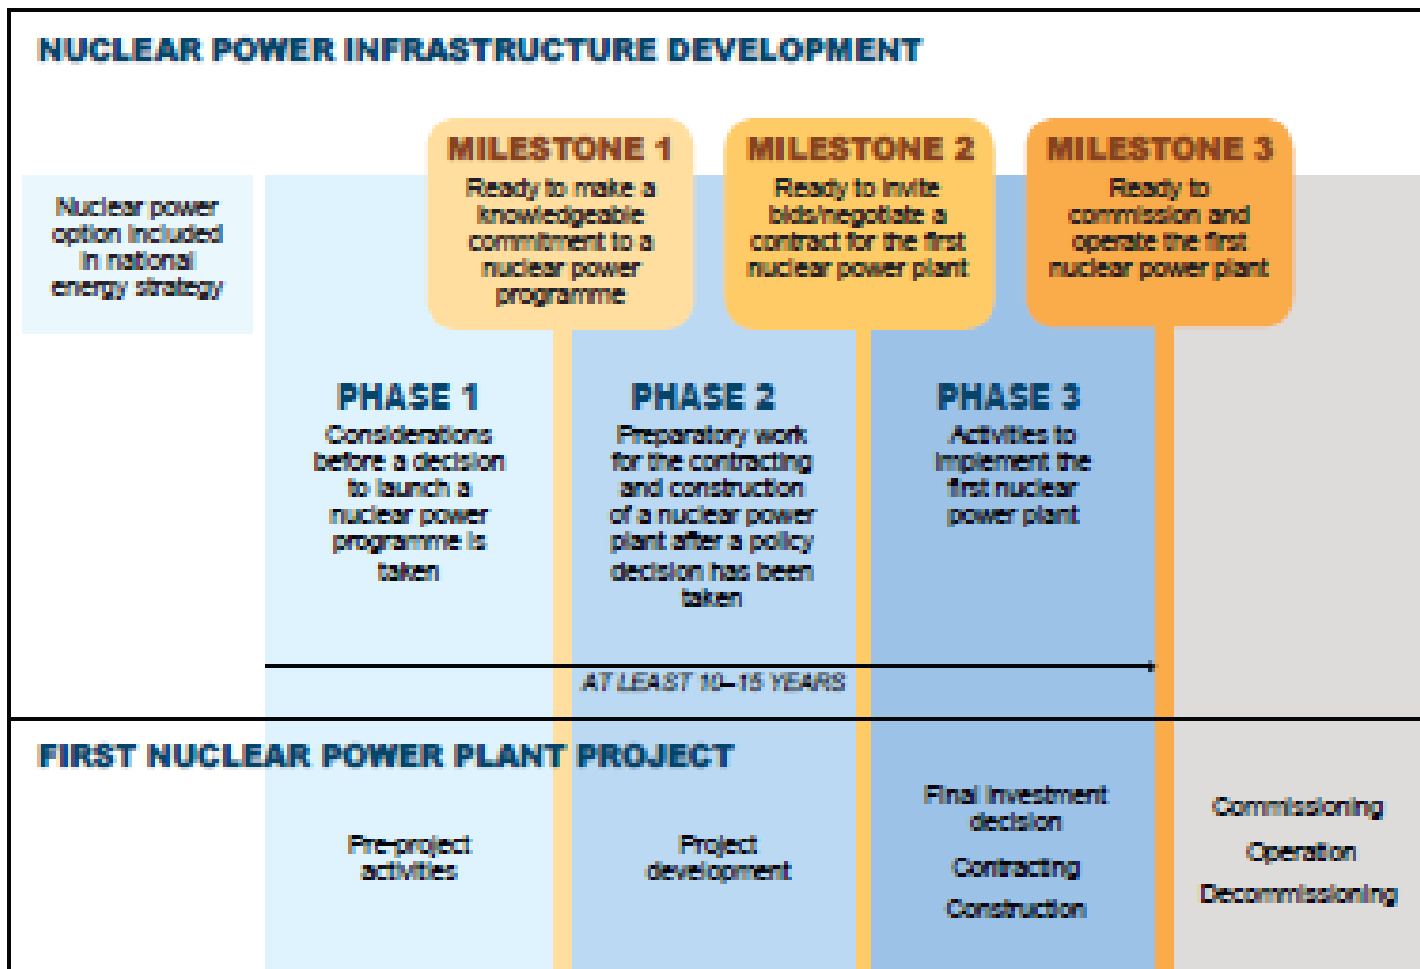 NUCLEAR POWER INFRASTRUCTURE DEVELOPMENT
Nuclear power
option included
in national
energy strategy
MILESTONE 1
Ready to make a
knowledgeable
commitment to a
nuclear power
programme
MILESTONE 2
Ready to invite
bids/negotiate a
contract for the first
nuclear power plant
MILESTONE 3
Ready to
commission and
operate the first
nuclear power plant
PHASE 1
Considerations
before a decision
to launch a
nuclear power
programme is
taken
PHASE 2
Preparatory work
for the contracting
and construction
of a nuclear power
plant after a policy
decision has been
taken
PHASE 3
Activities to
implement the
first nuclear
power plant
AT LEAST 10–15 YEARS
FIRST NUCLEAR POWER PLANT PROJECT
Pre-project
activities
Project
development
Final investment
decision
Contracting
Construction
Commissioning
Operation
Decommissioning